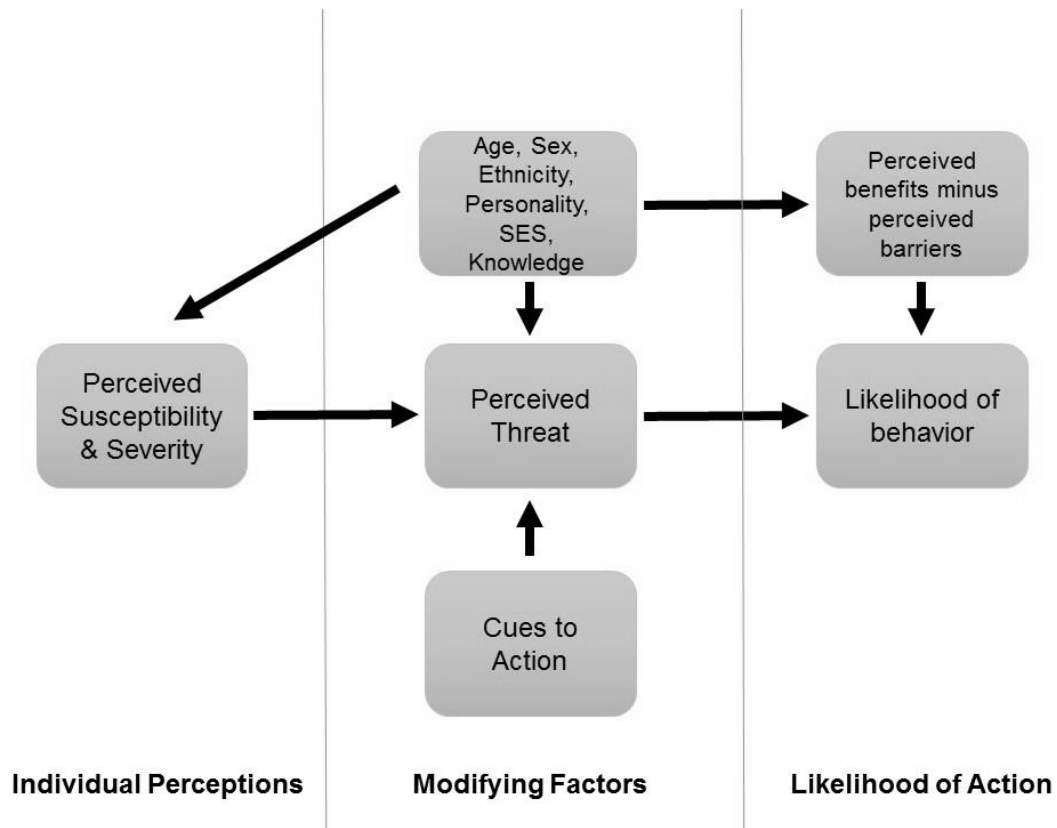 Age, Sex,
Ethnicity,
Personality,
SES,
Knowledge
Perceived
benefits minus
perceived
barriers
Perceived
Susceptibility
& Severity
Perceived
Threat
Likelihood of
behavior
Cues to
Action
Individual Perceptions
Modifying Factors
Likelihood of Action